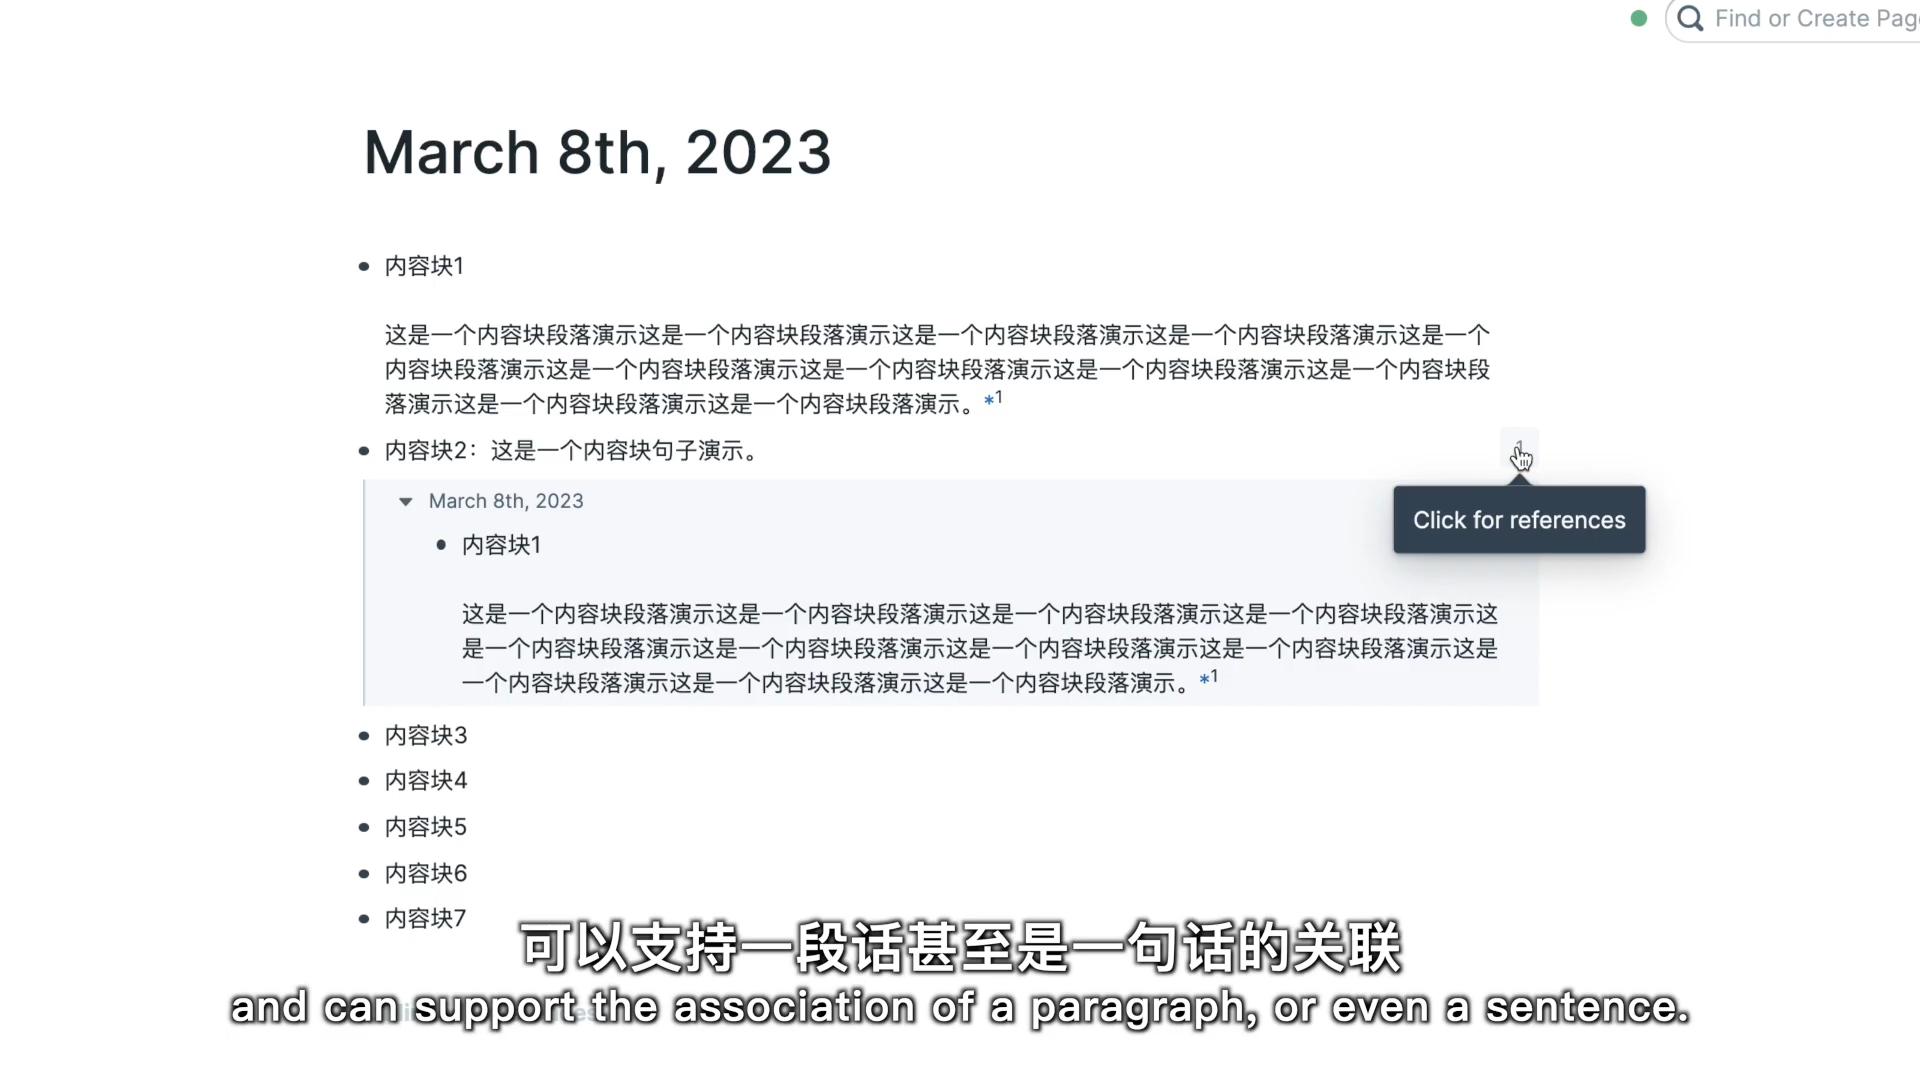 Find or Create Pag
March 8th, 2023
内容块1
这是一个内容块段落演示这是一个内容块段落演示这是一个内容块段落演示这是一个内容块段落演示这是一个
内容块段落演示这是一个内容块段落演示这是一个内容块段落演示这是一个内容块段落演示这是一个内容块段
落演示这是一个内容块段落演示这是一个内容块段落演示。*1
内容块2：这是一个内容块句子演示。
March 8th, 2023
Click for references
内容块1
这是一个内容块段落演示这是一个内容块段落演示这是一个内容块段落演示这是一个内容块段落演示这
是一个内容块段落演示这是一个内容块段落演示这是一个内容块段落演示这是一个内容块段落演示这是
一个内容块段落演示这是一个内容块段落演示这是一个内容块段落演示。*1
内容块3
内容块4
内容块5
内容块6
内容块7
可以支持一段话甚至是一句话的关联
and can support the association of a paragraph, or even a sentence.